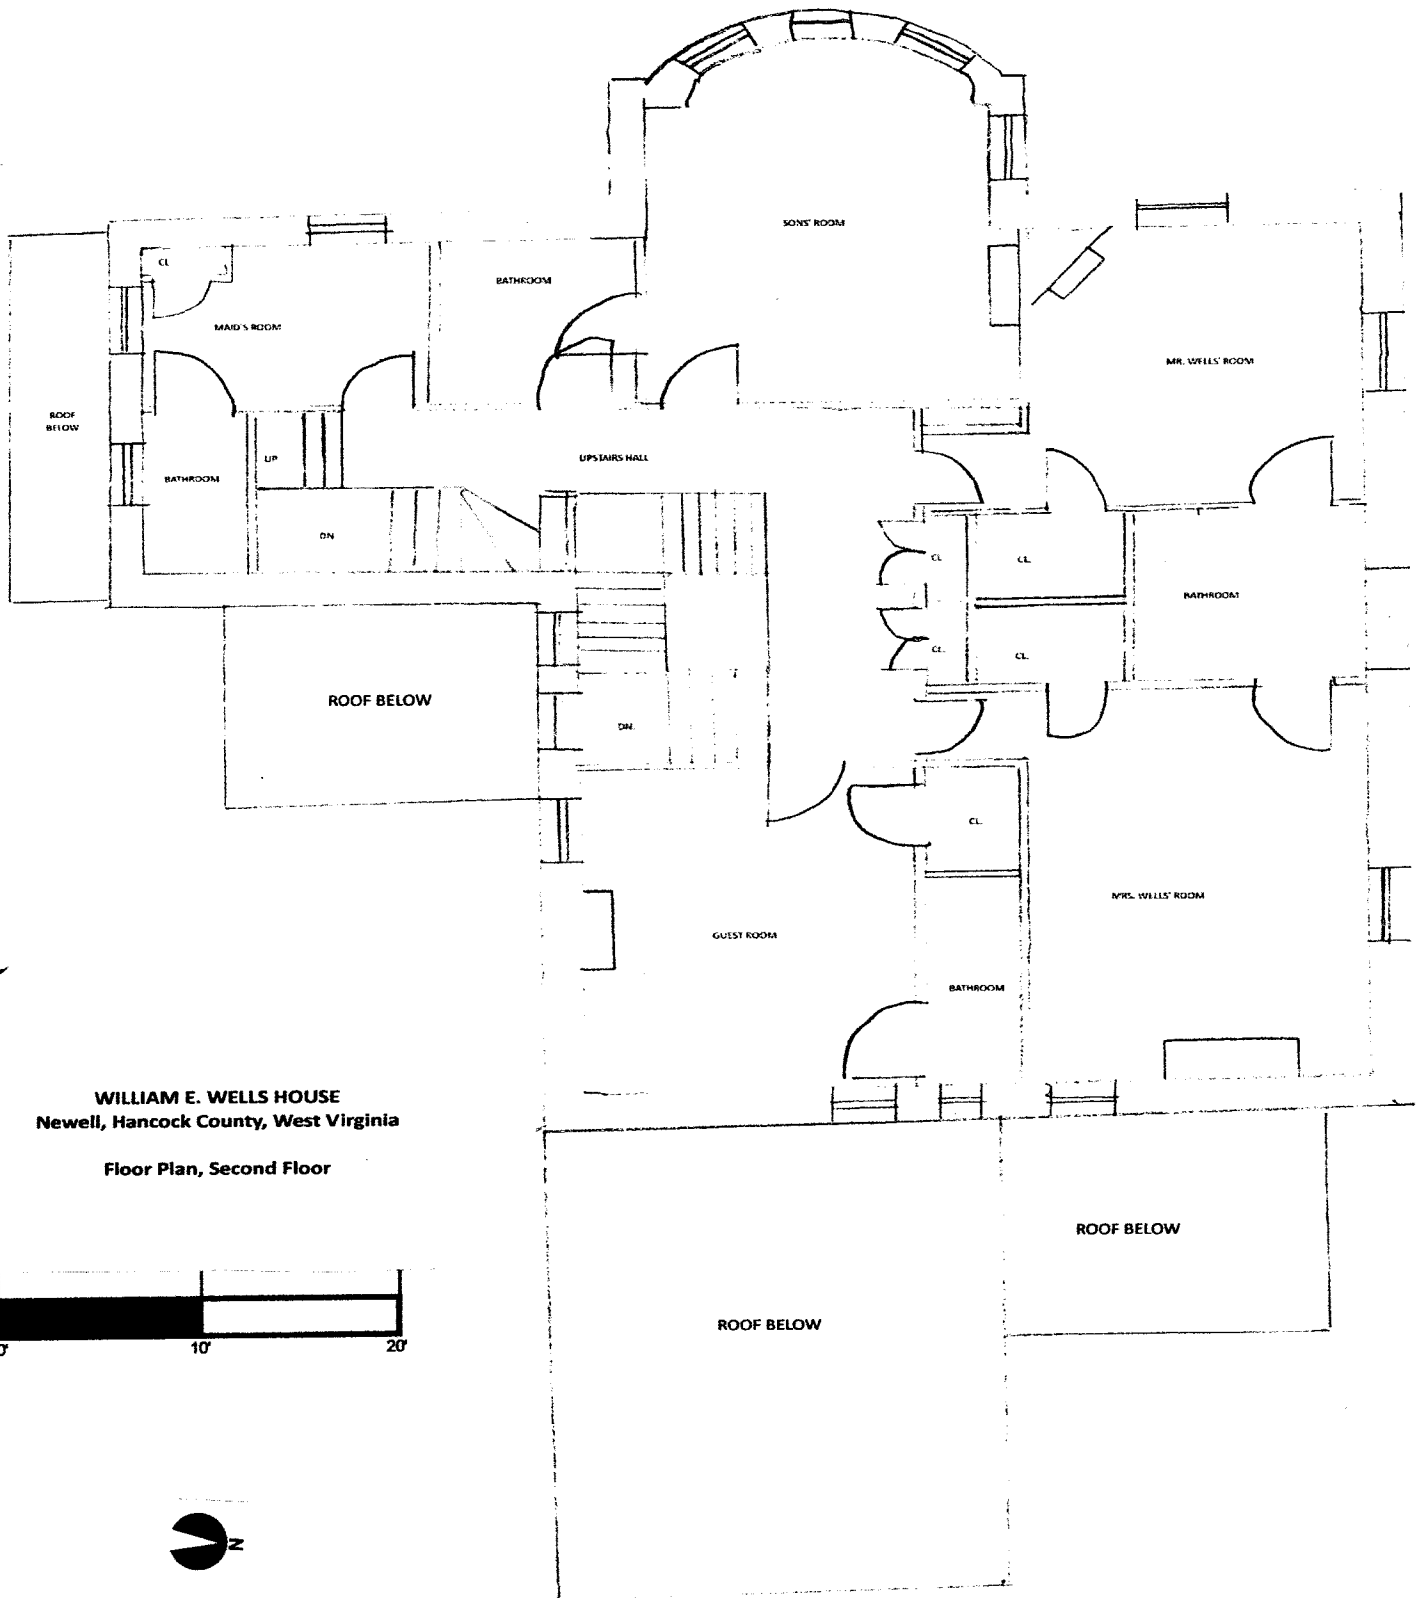 SONS' ROOM
CL
BATHROOM
MAID'S ROOM
MR. WELLS' ROOM
ROOF
BELOW
UP
UPSTAIRS HALL
BATHROOM
DN
CL
CL.
BATHROOM
CL.
CL.
ROOF BELOW
DN.
CL.
MRS. WELLS' ROOM
GUEST ROOM
BATHROOM
WILLIAM E. WELLS HOUSE
Newell, Hancock County, West Virginia
Floor Plan, Second Floor
ROOF BELOW
ROOF BELOW
0'
10'
20'
N